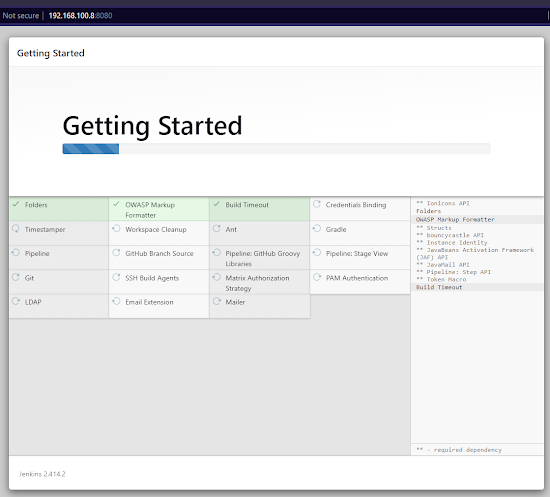 Not secure | 192.168.100.8:8080
Getting Started
Getting Started
Folders
OWASP Markup
Formatter
Build Timeout
Credentials Binding
Timestamper
Workspace Cleanup
Ant
Gradle
Pipeline
GitHub Branch Source
Pipeline: GitHub Groovy
Libraries
Pipeline: Stage View
Git
SSH Build Agents
Matrix Authorization
Strategy
PAM Authentication
LDAP
Email Extension
Mailer
** Ionicons API
Folders
OWASP Markup Formatter
** Structs
** bouncycastle API
** Instance Identity
** JavaBeans Activation Framework
(JAF) API
** JavaMail API
** Pipeline: Step API
** Token Macro
Build Timeout
** - required dependency
Jenkins 2.414.2